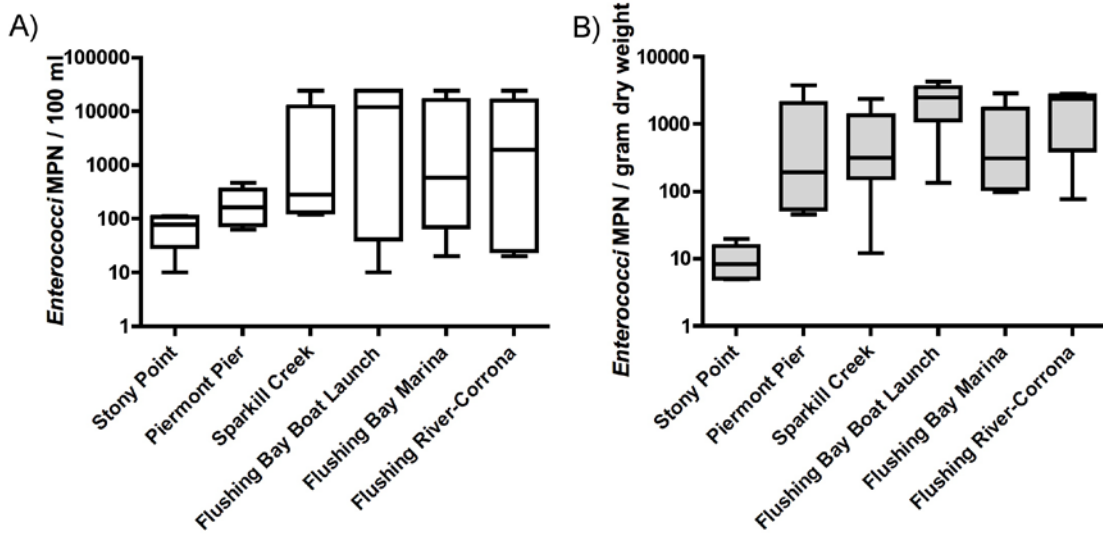 A)
Enterococci MPN / 100 ml
100000
10000
1000
100
10
1
Stony Point
Piermont Pier
Sparkill Creek
Flushing Bay Boat Launch
Flushing Bay Marina
Flushing River-Corrona
B)
Enterococci MPN / gram dry weight
10000
1000
100
10
1
Stony Point
Piermont Pier
Sparkill Creek
Flushing Bay Boat Launch
Flushing Bay Marina
Flushing River-Corrona